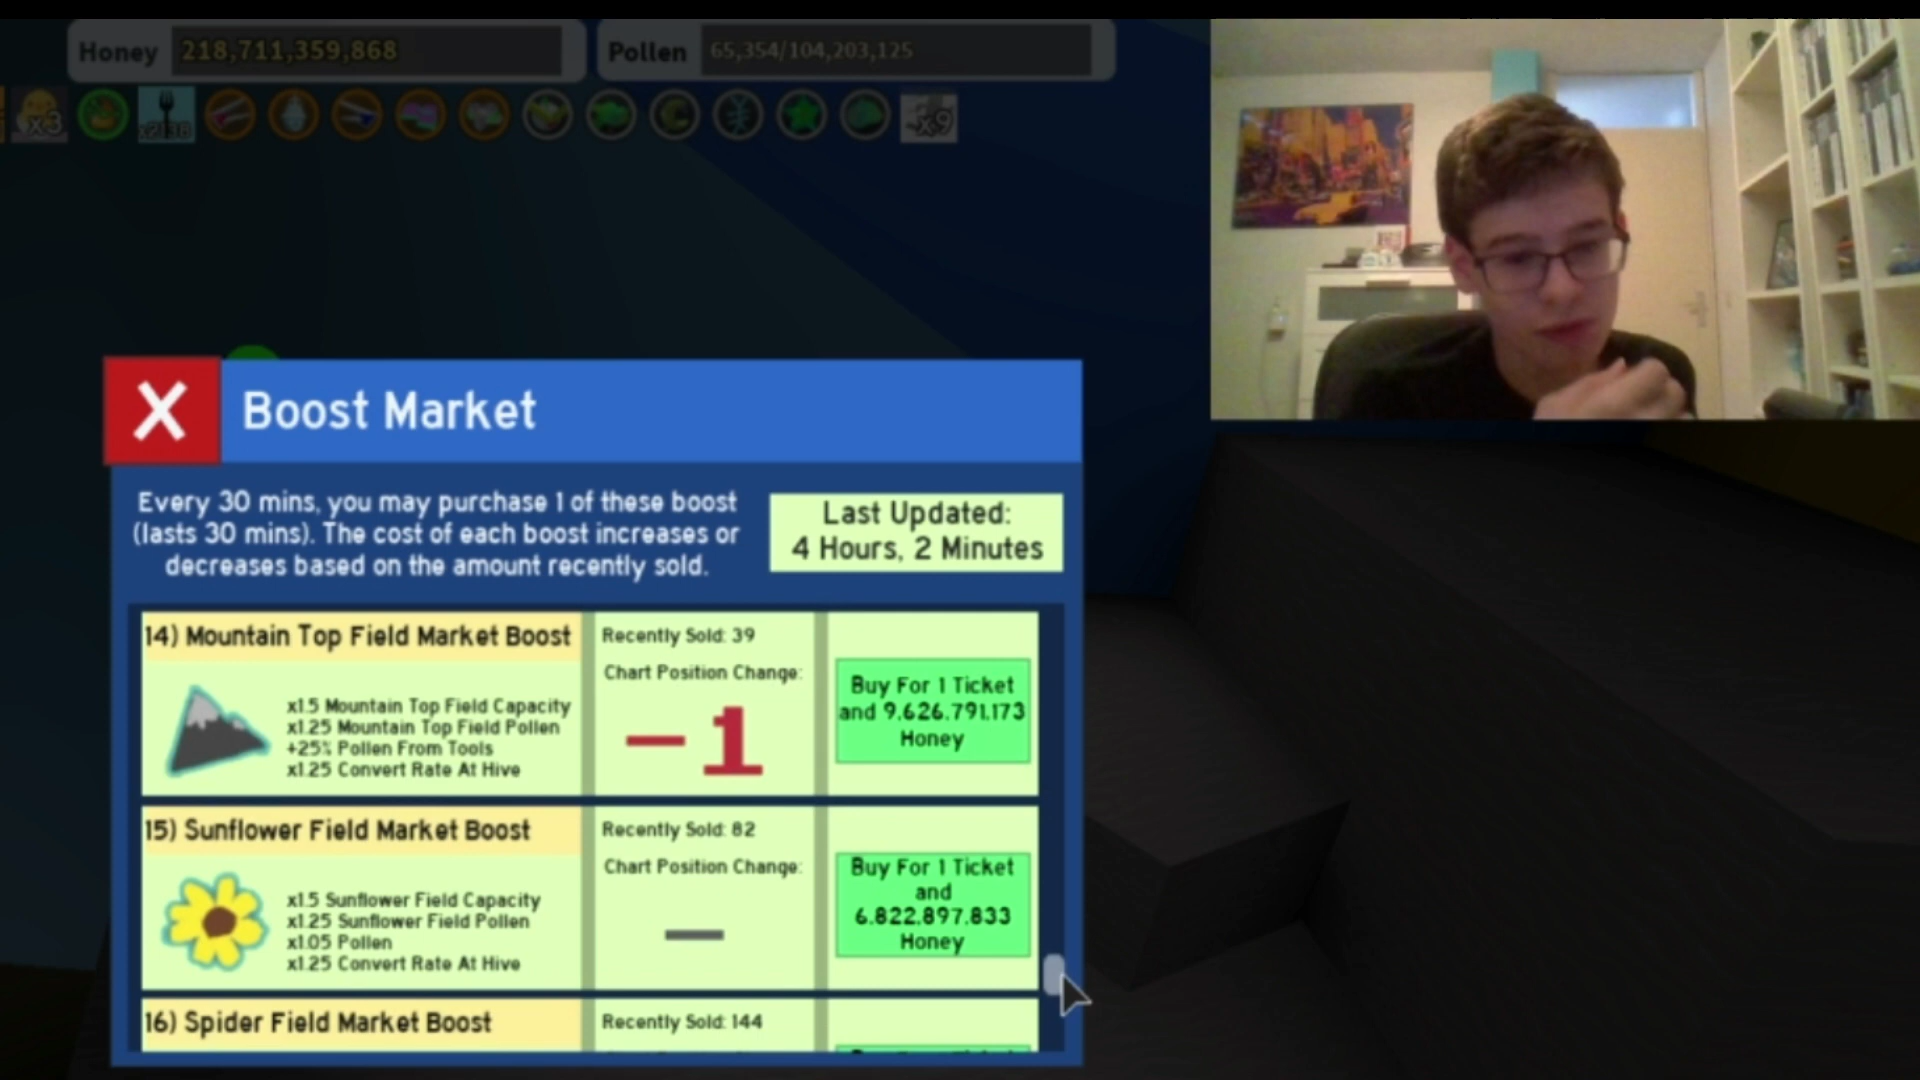 Honey 218,711,359,868
Pollen 65,354/104,203,125
x3
x2138
x9
X Boost Market
Every 30 mins, you may purchase 1 of these boost
(lasts 30 mins). The cost of each boost increases or
decreases based on the amount recently sold.
Last Updated:
4 Hours, 2 Minutes
14) Mountain Top Field Market Boost
x1.5 Mountain Top Field Capacity
x1.25 Mountain Top Field Pollen
+25% Pollen From Tools
x1.25 Convert Rate At Hive
Recently Sold: 39
Chart Position Change:
-1
Buy For 1 Ticket
and 9,626,791,173
Honey
15) Sunflower Field Market Boost
x1.5 Sunflower Field Capacity
x1.25 Sunflower Field Pollen
x1.05 Pollen
x1.25 Convert Rate At Hive
Recently Sold: 82
Chart Position Change:
—
Buy For 1 Ticket
and
6,822,897,833
Honey
16) Spider Field Market Boost
Recently Sold: 144